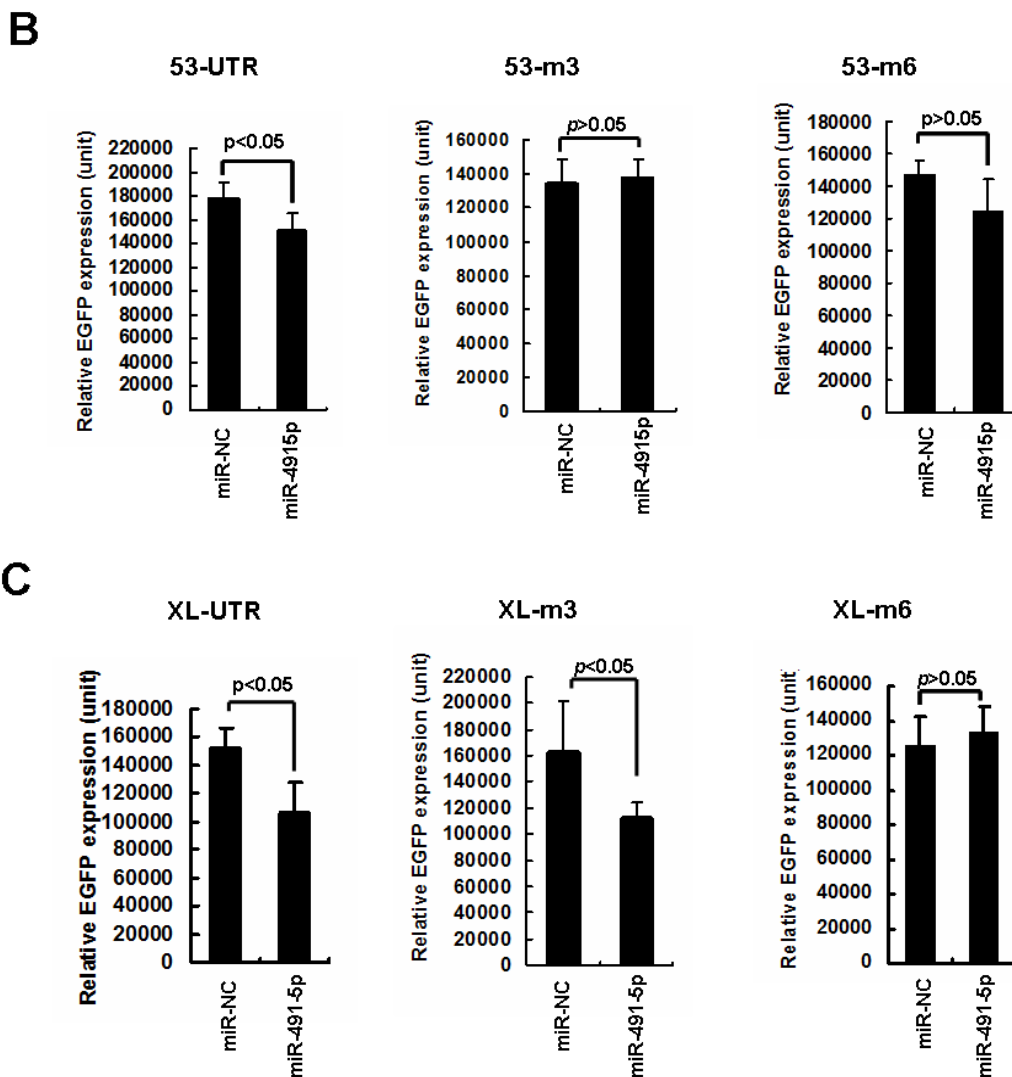 B
53-UTR
53-m3
53-m6
Relative EGFP expression (unit)
220000
200000
180000
160000
140000
120000
100000
80000
60000
40000
20000
0
p<0.05
miR-NC
miR-4915p
Relative EGFP expression (unit)
160000
140000
120000
100000
80000
60000
40000
20000
0
p>0.05
miR-NC
miR-4915p
Relative EGFP expression (unit)
180000
160000
140000
120000
100000
80000
60000
40000
20000
0
p>0.05
miR-NC
miR-4915p
C
XL-UTR
XL-m3
XL-m6
Relative EGFP expression (unit)
180000
160000
140000
120000
100000
80000
60000
40000
20000
0
p<0.05
miR-NC
miR-491-5p
Relative EGFP expression (unit)
220000
200000
180000
160000
140000
120000
100000
80000
60000
40000
20000
0
p<0.05
miR-NC
miR-491-5p
Relative EGFP expression (unit
160000
140000
120000
100000
80000
60000
40000
20000
0
p>0.05
miR-NC
miR-491-5p